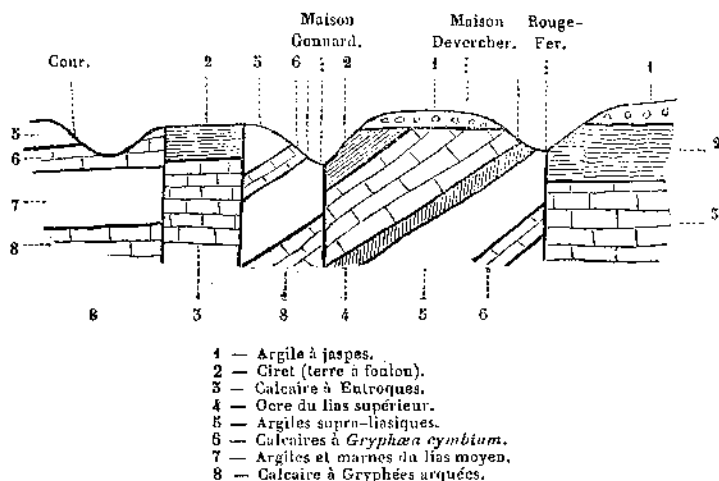 Maison Maison Rouge-
Cour. 2 5 6 Gonnard. 2 Devercher. Fer.
1 1
5
6
7
8
2
3
8 3 8 4 5 6
1 — Argile à jaspes.
2 — Ciret (terre à foulon).
3 — Calcaire à Entroques.
4 — Ocre du lias supérieur.
5 — Argiles supra-liasiques.
6 — Calcaires à Gryphæa cymbium.
7 — Argiles et marnes du lias moyen.
8 — Calcaire à Gryphées arquées.